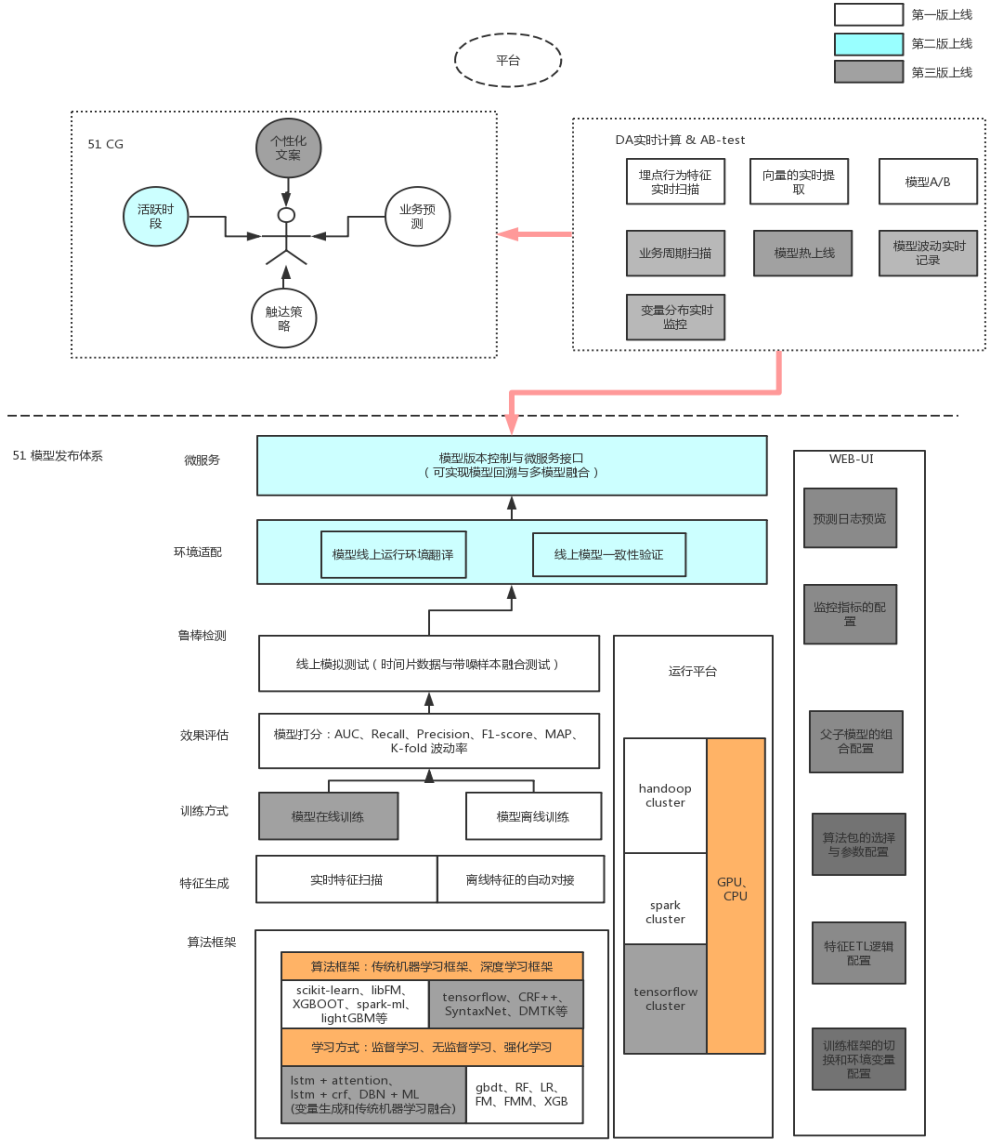 第一版上线
第二版上线
第三版上线
平台
51 CG
个性化
文案
活跃时
段
业务预
测
触达策
略
DA实时计算 & AB-test
埋点行为特征
实时扫描
向量的实时提
取
模型A/B
业务周期扫描
模型热上线
模型波动实时
记录
变量分布实时
监控
51 模型发布体系
微服务
模型版本控制与微服务接口
（可实现模型回溯与多模型融合）
环境适配
模型线上运行环境翻译
线上模型一致性验证
鲁棒检测
线上模拟测试（时间片数据与带噪样本融合测试）
效果评估
模型打分：AUC、Recall、Precision、F1-score、MAP、
K-fold 波动率
训练方式
模型在线训练
模型离线训练
特征生成
实时特征扫描
离线特征的自动对接
算法框架
算法框架：传统机器学习框架、深度学习框架
scikit-learn、libFM、
XGBOOT、spark-ml、
lightGBM等
tensorflow、CRF++、
SyntaxNet、DMTK等
学习方式：监督学习、无监督学习、强化学习
lstm + attention、
lstm + crf、DBN + ML
(变量生成和传统机器学习融合)
gbdt、RF、LR、
FM、FMM、XGB
运行平台
handoop
cluster
spark
cluster
tensorflow
cluster
GPU、
CPU
WEB-UI
预测日志预览
监控指标的配
置
父子模型的组
合配置
算法包的选择
与参数配置
特征ETL逻辑
配置
训练框架的切
换和环境变量
配置